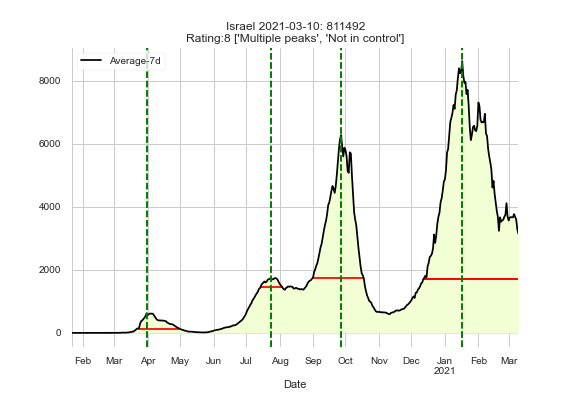 Israel 2021-03-10: 811492
Rating:8 ['Multiple peaks', 'Not in control']
Average-7d
8000
6000
4000
2000
0
Feb Mar Apr May Jun Jul Aug Sep Oct Nov Dec Jan Feb Mar
2021
Date